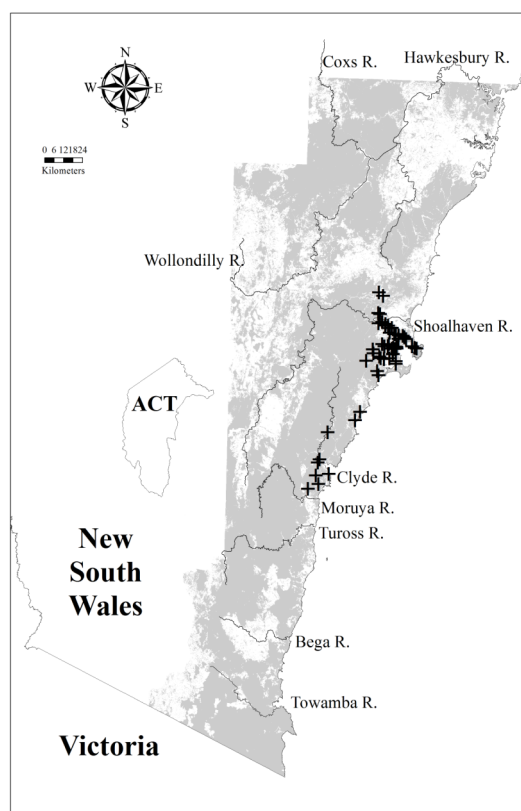 Coxs R.
Hawkesbury R.
N
W E
S
0 6 121824
Kilometers
Wollondilly R.
Shoalhaven R.
ACT
Clyde R.
Moruya R.
Tuross R.
New
South
Wales
Bega R.
Towamba R.
Victoria